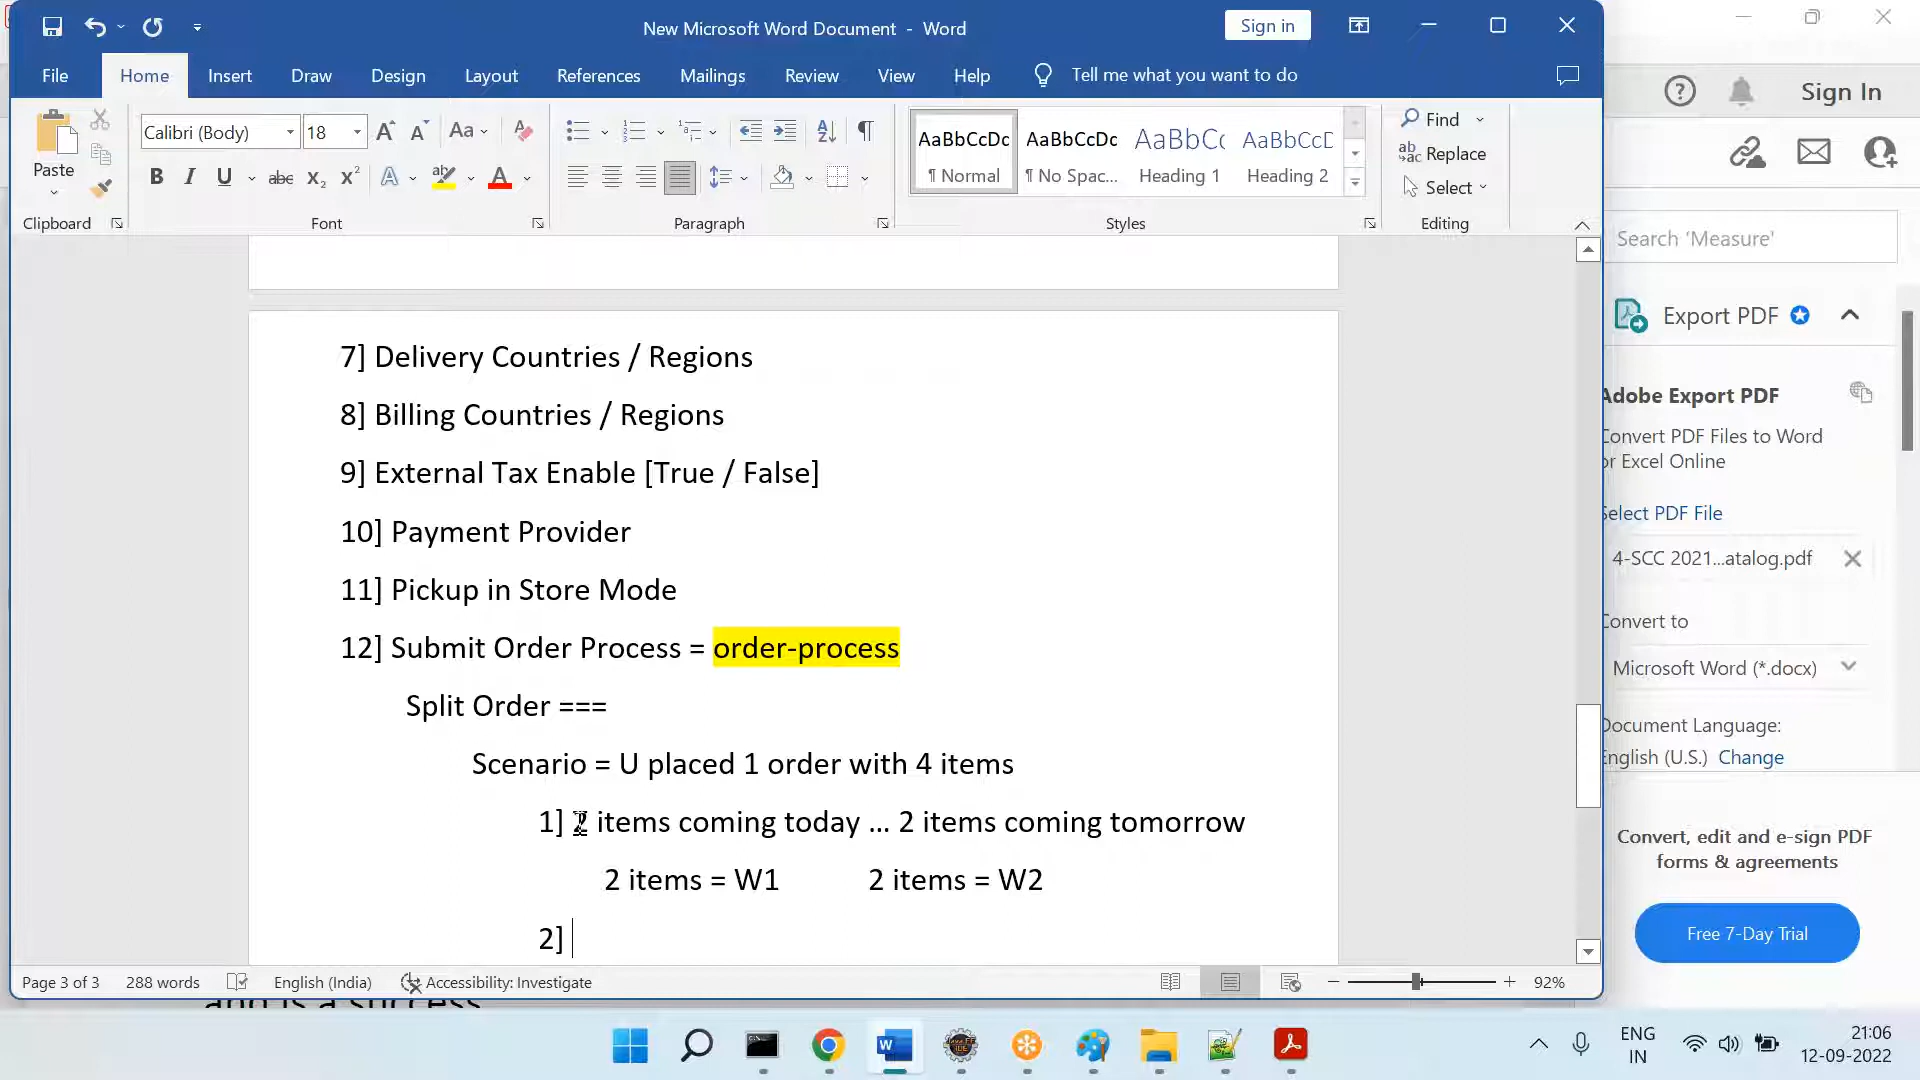 New Microsoft Word Document - Word
Sign in
File
Home
Insert
Draw
Design
Layout
References
Mailings
Review
View
Help
Tell me what you want to do
Sign In
Paste
Calibri (Body)
18
AaBbCcDc
¶ Normal
AaBbCcDc
¶ No Spac...
AaBbCc
Heading 1
AaBbCcD
Heading 2
Find
Replace
Select
Clipboard
Font
Paragraph
Styles
Editing
Search 'Measure'
Export PDF
7] Delivery Countries / Regions
8] Billing Countries / Regions
9] External Tax Enable [True / False]
10] Payment Provider
11] Pickup in Store Mode
12] Submit Order Process = order-process
Split Order ===
Scenario = U placed 1 order with 4 items
1] 2 items coming today ... 2 items coming tomorrow
2 items = W1 2 items = W2
2]
Adobe Export PDF
Convert PDF Files to Word
or Excel Online
Select PDF File
4-SCC 2021...atalog.pdf
Convert to
Microsoft Word (*.docx)
Document Language:
English (U.S.) Change
Convert, edit and e-sign PDF
forms & agreements
Free 7-Day Trial
Page 3 of 3
288 words
English (India)
Accessibility: Investigate
92%
and is a success
ENG
IN
21:06
12-09-2022